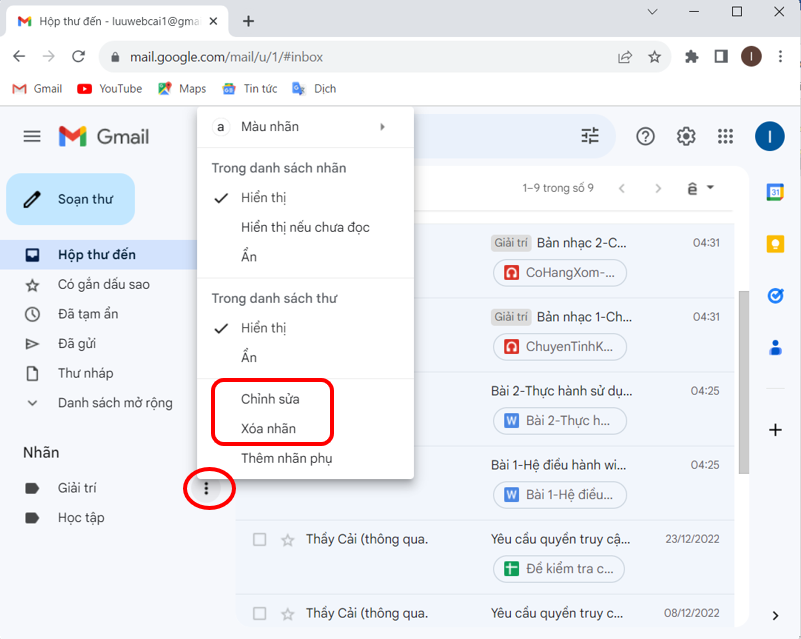 Hộp thư đến - luuwebcai1@gma
mail.google.com/mail/u/1/#inbox
I
Gmail
YouTube
Maps
Tin tức
Dịch
Gmail
I
Soạn thư
Hộp thư đến
Có gắn dấu sao
Đã tạm ẩn
Đã gửi
Thư nháp
Danh sách mở rộng
Nhãn
Giải trí
Học tập
a Màu nhãn
Trong danh sách nhãn
Hiển thị
Hiển thị nếu chưa đọc
Ẩn
Trong danh sách thư
Hiển thị
Ẩn
Chỉnh sửa
Xóa nhãn
Thêm nhãn phụ
1–9 trong số 9
ê
31
Giải trí Bản nhạc 2-C... 04:31
CoHangXom-...
Giải trí Bản nhạc 1-Ch... 04:31
ChuyenTinhK...
Bài 2-Thực hành sử dụ... 04:25
W Bài 2-Thực h...
Bài 1-Hệ điều hành wi... 04:25
W Bài 1-Hệ điều...
Thầy Cải (thông qua. Yêu cầu quyền truy cậ... 23/12/2022
Đề kiểm tra c...
Thầy Cải (thông qua. Yêu cầu quyền truy c... 08/12/2022